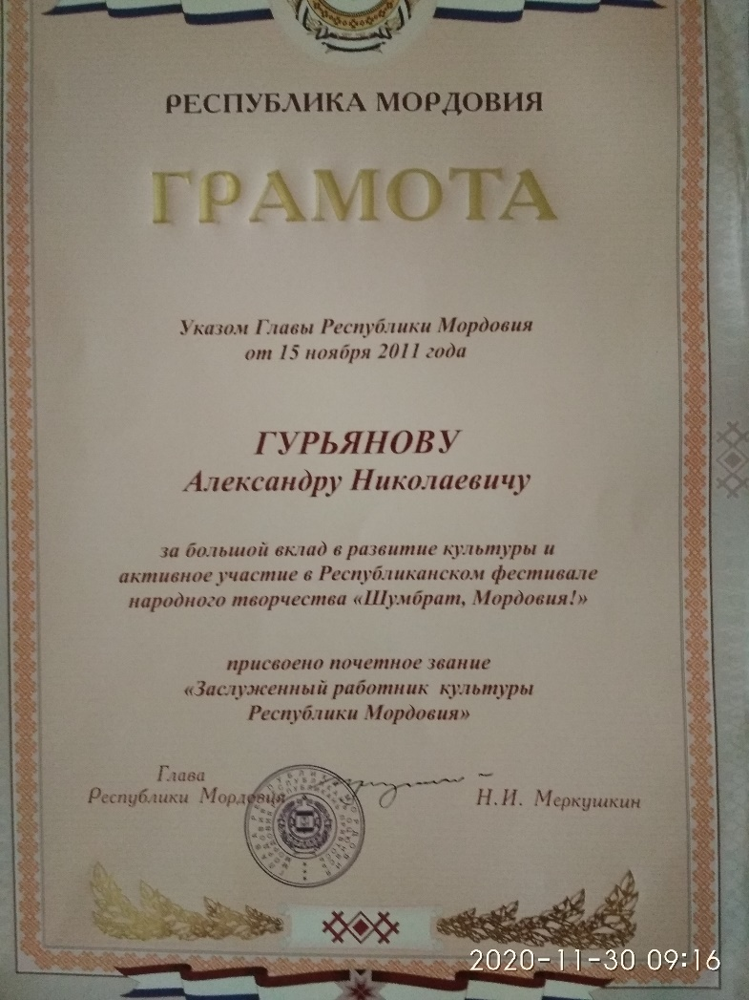 РЕСПУБЛИКА МОРДОВИЯ
ГРАМОТА
Указом Главы Республики Мордовия
от 15 ноября 2011 года
ГУРЬЯНОВУ
Александру Николаевичу
за большой вклад в развитие культуры и
активное участие в Республиканском фестивале
народного творчества «Шумбрат, Мордовия!»
присвоено почетное звание
«Заслуженный работник культуры
Республики Мордовия»
Глава
Республики Мордовия
Н.И. Меркушкин
2020-11-30 09:16